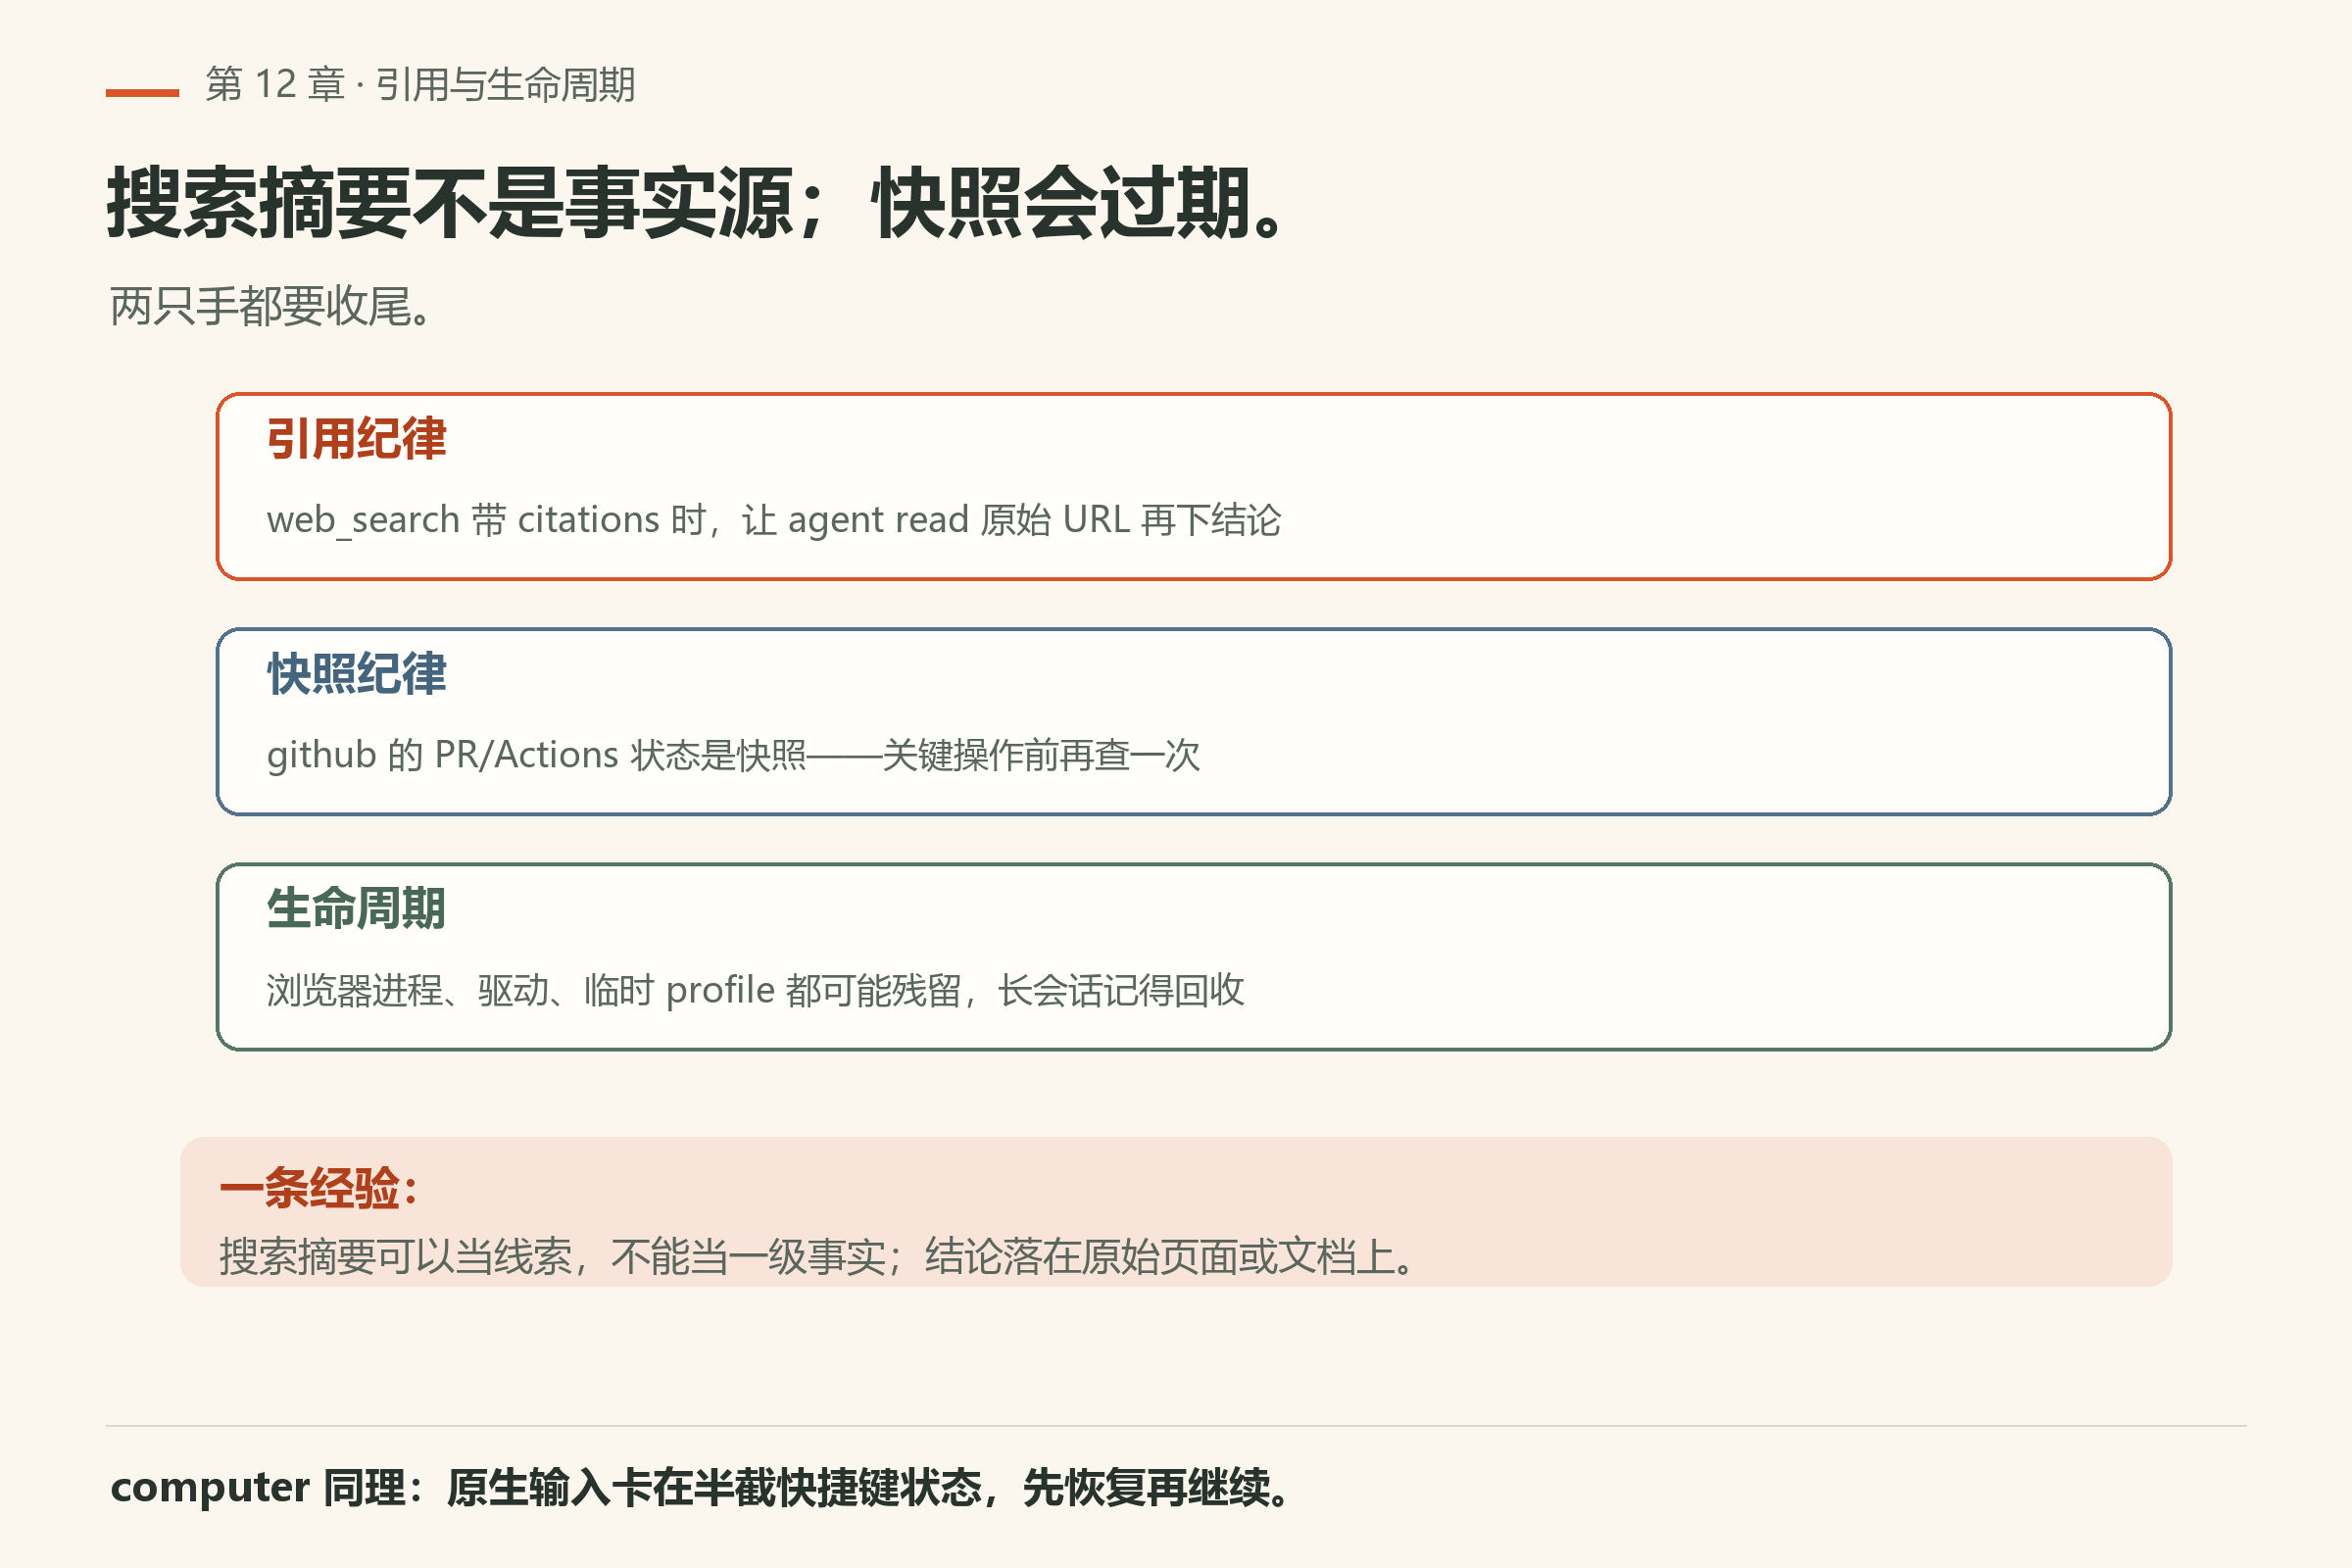 第 12 章 · 引用与生命周期
搜索摘要不是事实源；快照会过期。
两只手都要收尾。
引用纪律
web_search 带 citations 时，让 agent read 原始 URL 再下结论
快照纪律
github 的 PR/Actions 状态是快照——关键操作前再查一次
生命周期
浏览器进程、驱动、临时 profile 都可能残留，长会话记得回收
一条经验：
搜索摘要可以当线索，不能当一级事实；结论落在原始页面或文档上。
computer 同理：原生输入卡在半截快捷键状态，先恢复再继续。